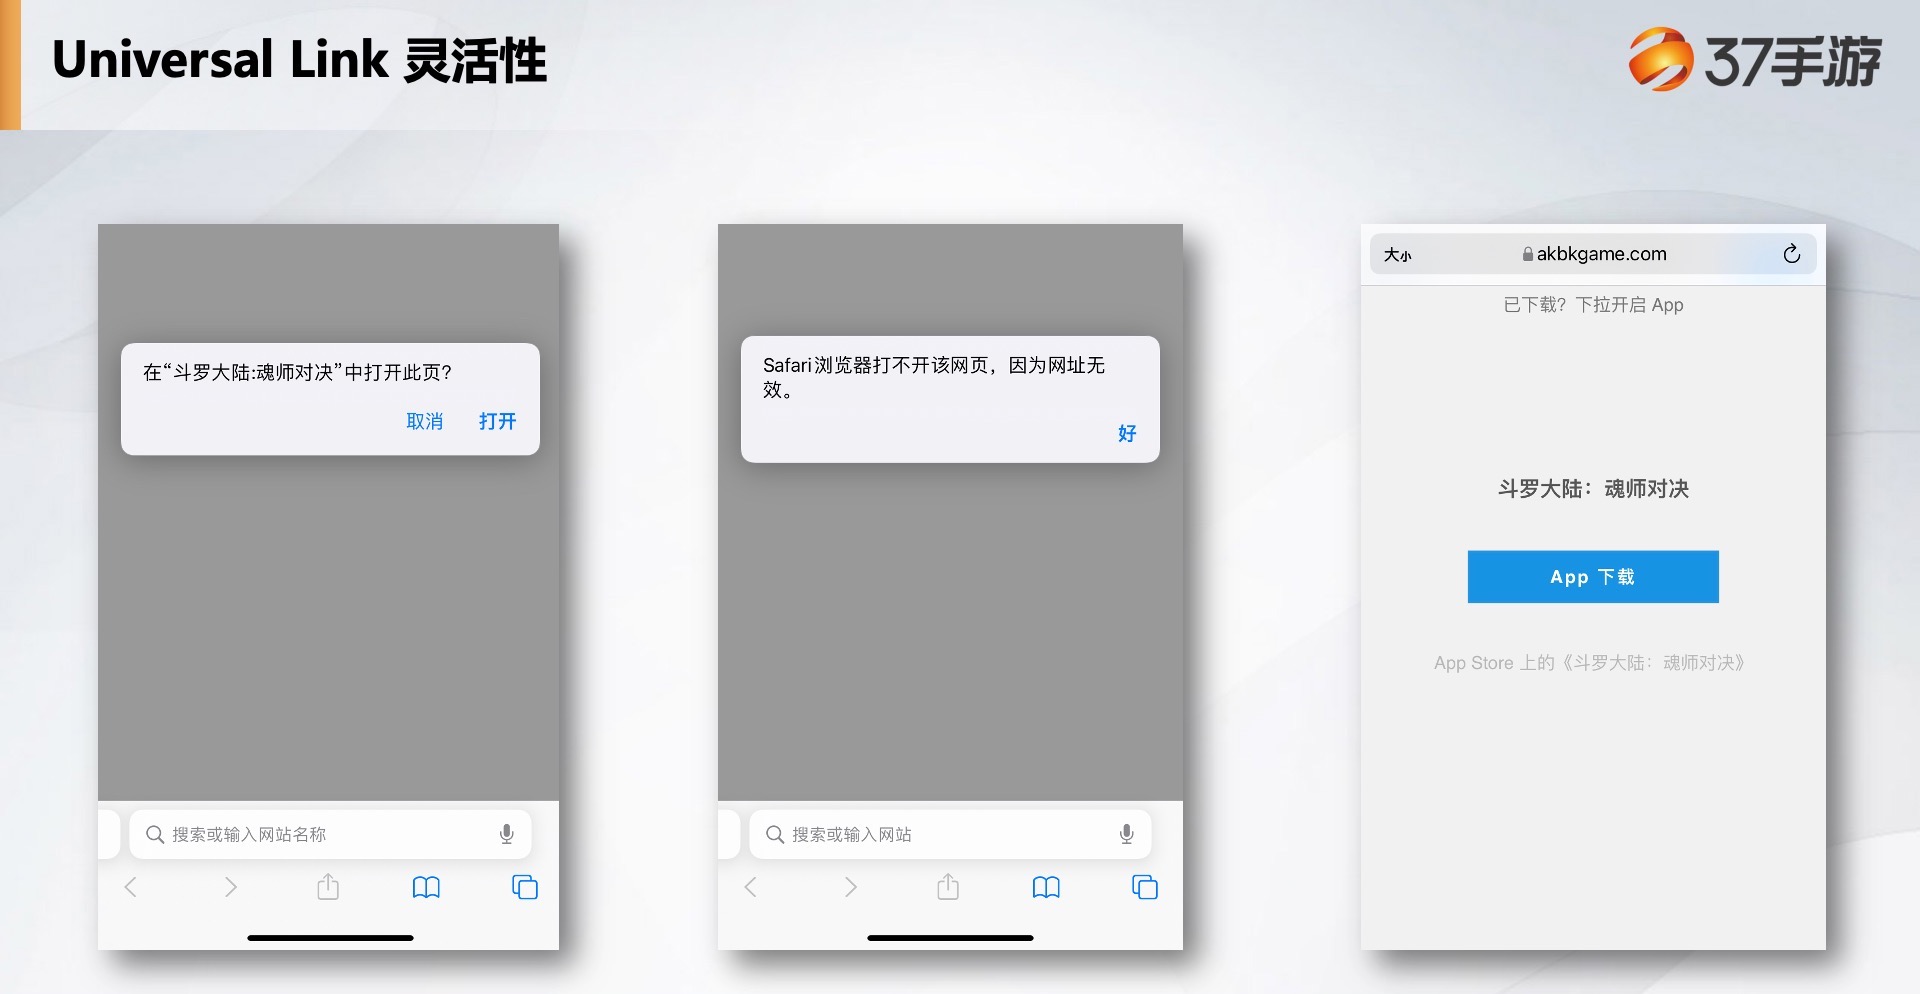 Universal Link 灵活性
37手游
在“斗罗大陆:魂师对决”中打开此页?
取消 打开
搜索或输入网站名称
Safari浏览器打不开该网页，因为网址无
效。
好
搜索或输入网站
大小 akbkgame.com
已下载？下拉开启 App
斗罗大陆：魂师对决
App 下载
App Store 上的《斗罗大陆：魂师对决》